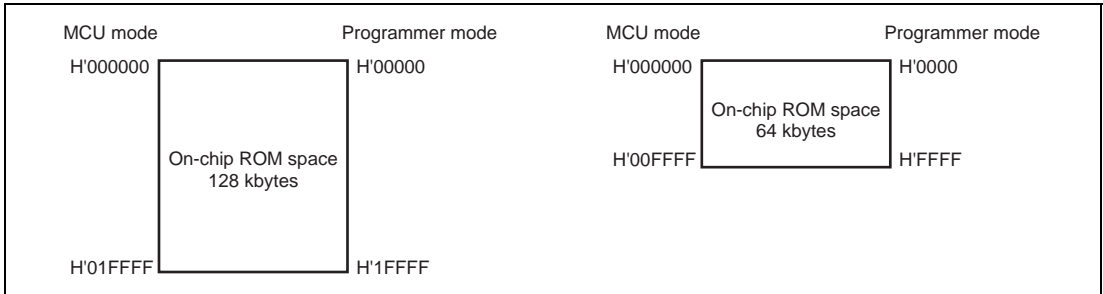 MCU mode
Programmer mode
H'000000
H'00000
On-chip ROM space
128 kbytes
H'01FFFF
H'1FFFF
MCU mode
Programmer mode
H'000000
H'0000
On-chip ROM space
64 kbytes
H'00FFFF
H'FFFF